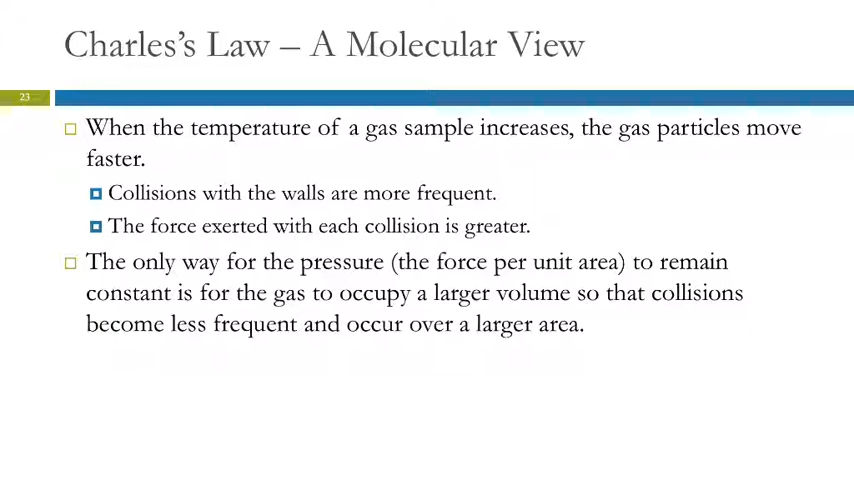 Charles’s Law – A Molecular View
23
When the temperature of a gas sample increases, the gas particles move
faster.
Collisions with the walls are more frequent.
The force exerted with each collision is greater.
The only way for the pressure (the force per unit area) to remain
constant is for the gas to occupy a larger volume so that collisions
become less frequent and occur over a larger area.